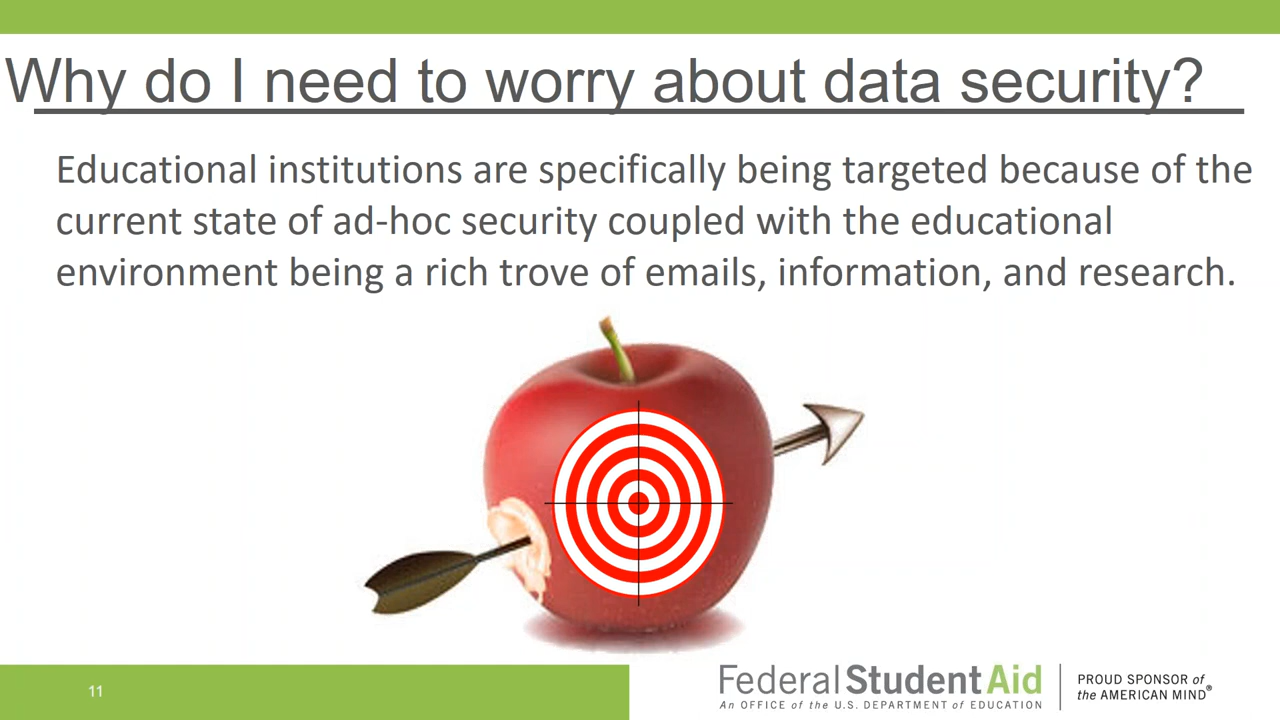 Why do I need to worry about data security?
Educational institutions are specifically being targeted because of the
current state of ad-hoc security coupled with the educational
environment being a rich trove of emails, information, and research.
11
Federal Student Aid
An OFFICE of the U.S. DEPARTMENT of EDUCATION
PROUD SPONSOR of
the AMERICAN MIND®